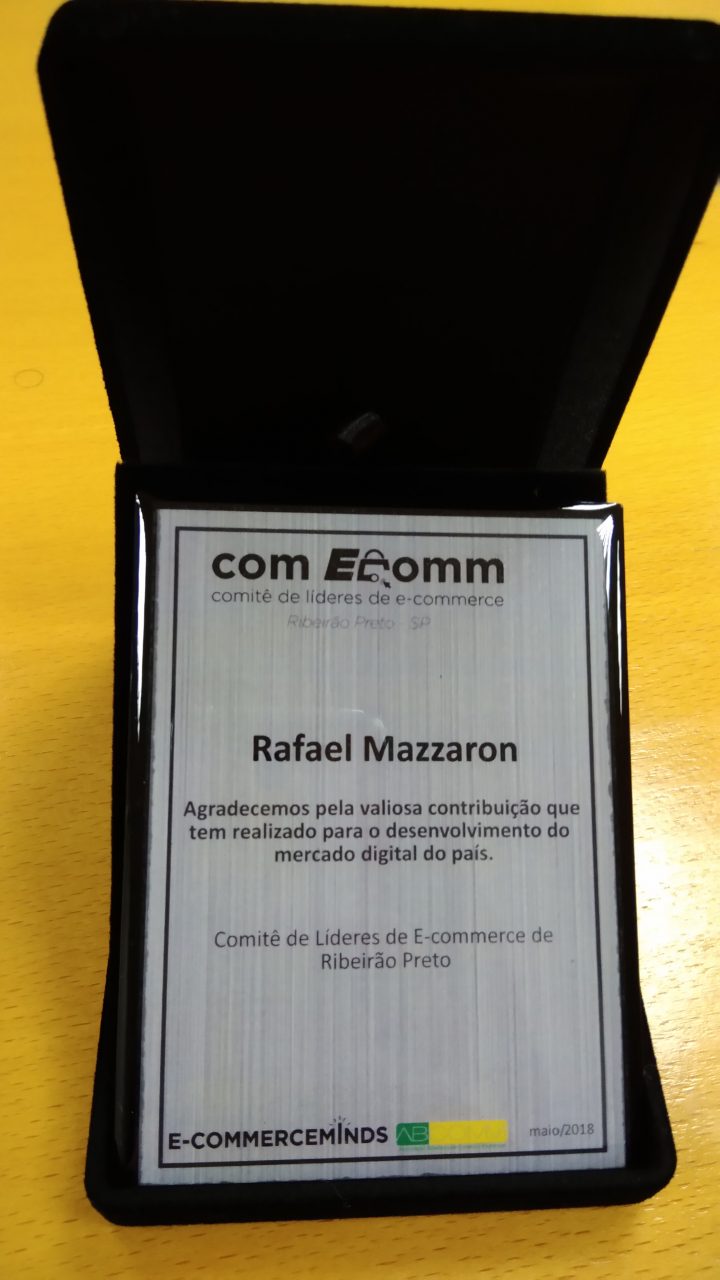 com Ecomm
comitê de líderes de e-commerce
Ribeirão Preto - SP
Rafael Mazzaron
Agradecemos pela valiosa contribuição que
tem realizado para o desenvolvimento do
mercado digital do país.
Comitê de Líderes de E-commerce de
Ribeirão Preto
E-COMMERCEMINDS ABCOMM maio/2018